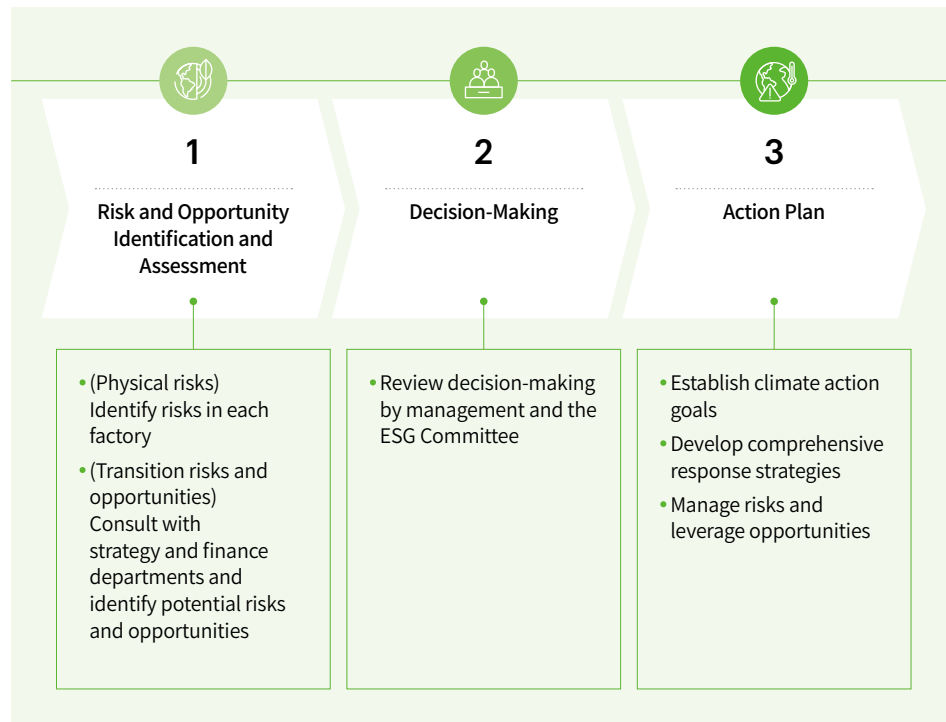 1
Risk and Opportunity
Identification and
Assessment
• (Physical risks)
Identify risks in each
factory
• (Transition risks and
opportunities)
Consult with
strategy and finance
departments and
identify potential risks
and opportunities
2
Decision-Making
• Review decision-making
by management and the
ESG Committee
3
Action Plan
• Establish climate action
goals
• Develop comprehensive
response strategies
• Manage risks and
leverage opportunities